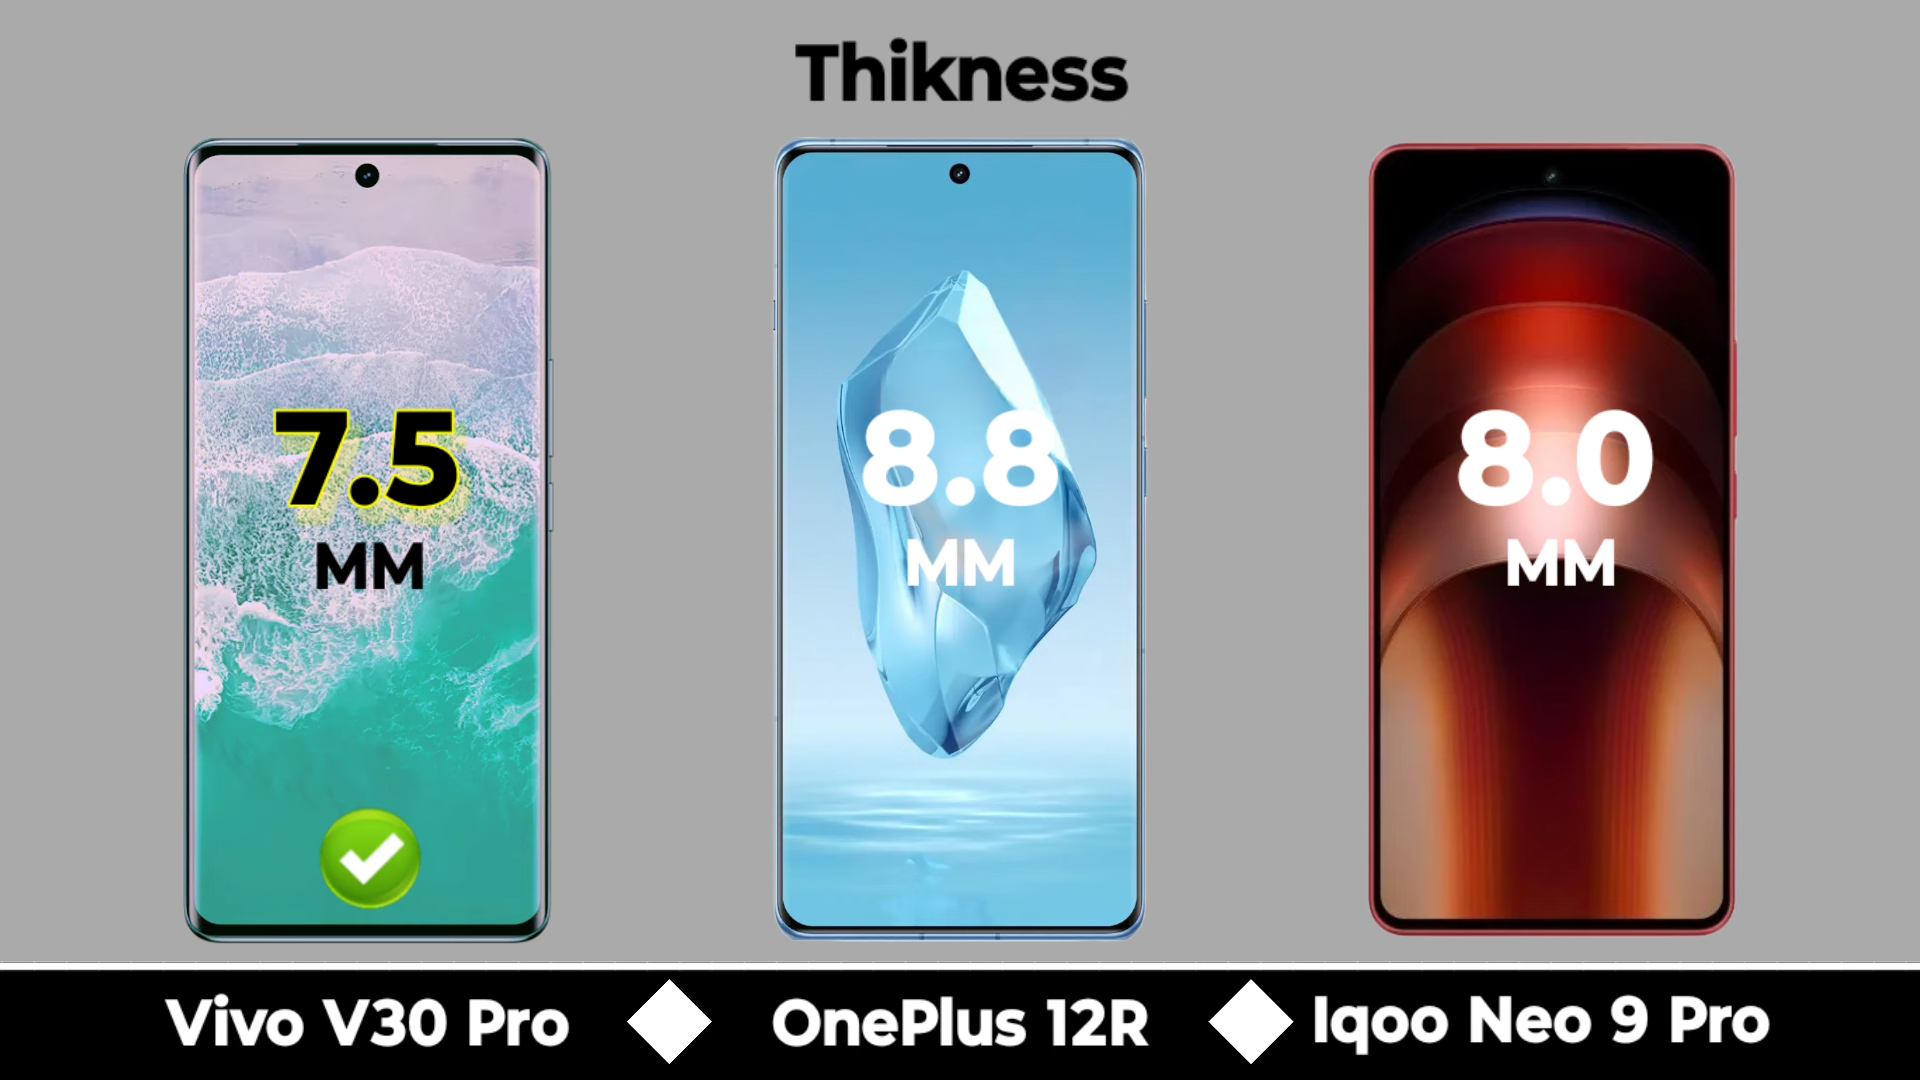 Thikness
7.5
MM
8.8
MM
8.0
MM
Vivo V30 Pro
OnePlus 12R
Iqoo Neo 9 Pro